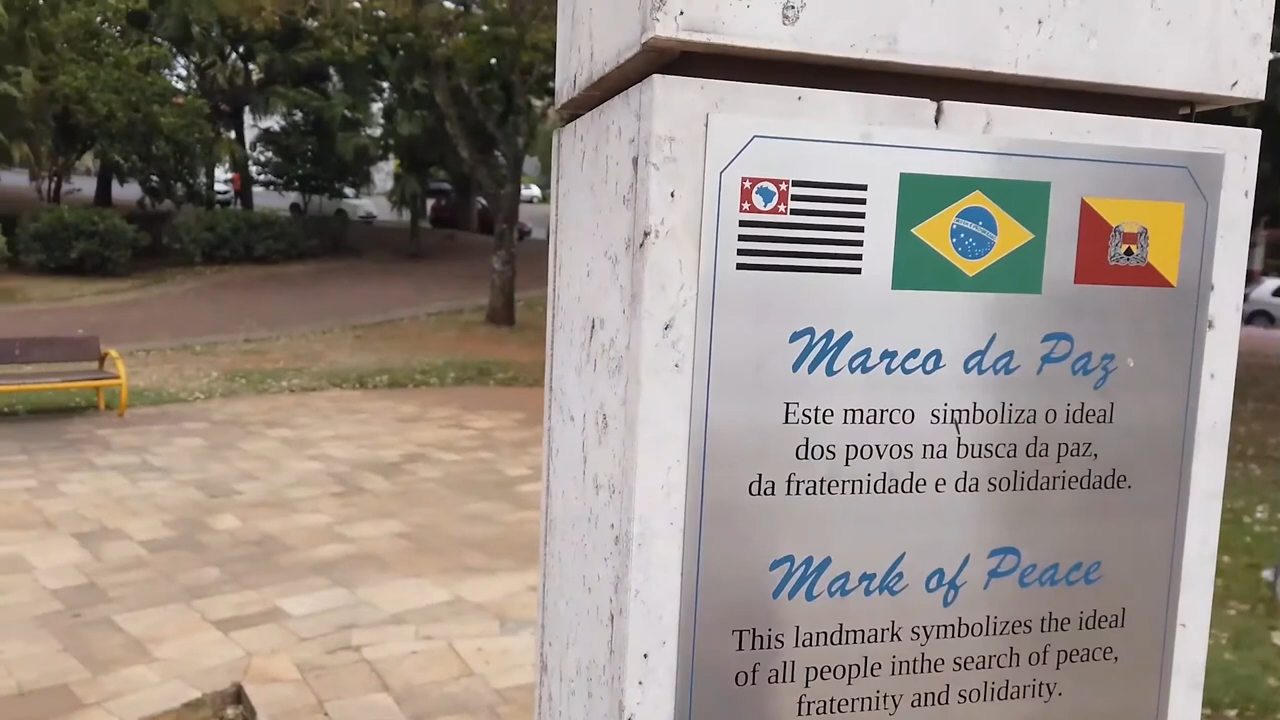 Marco da Paz
Este marco simboliza o ideal
dos povos na busca da paz,
da fraternidade e da solidariedade.
Mark of Peace
This landmark symbolizes the ideal
of all people inthe search of peace,
fraternity and solidarity.